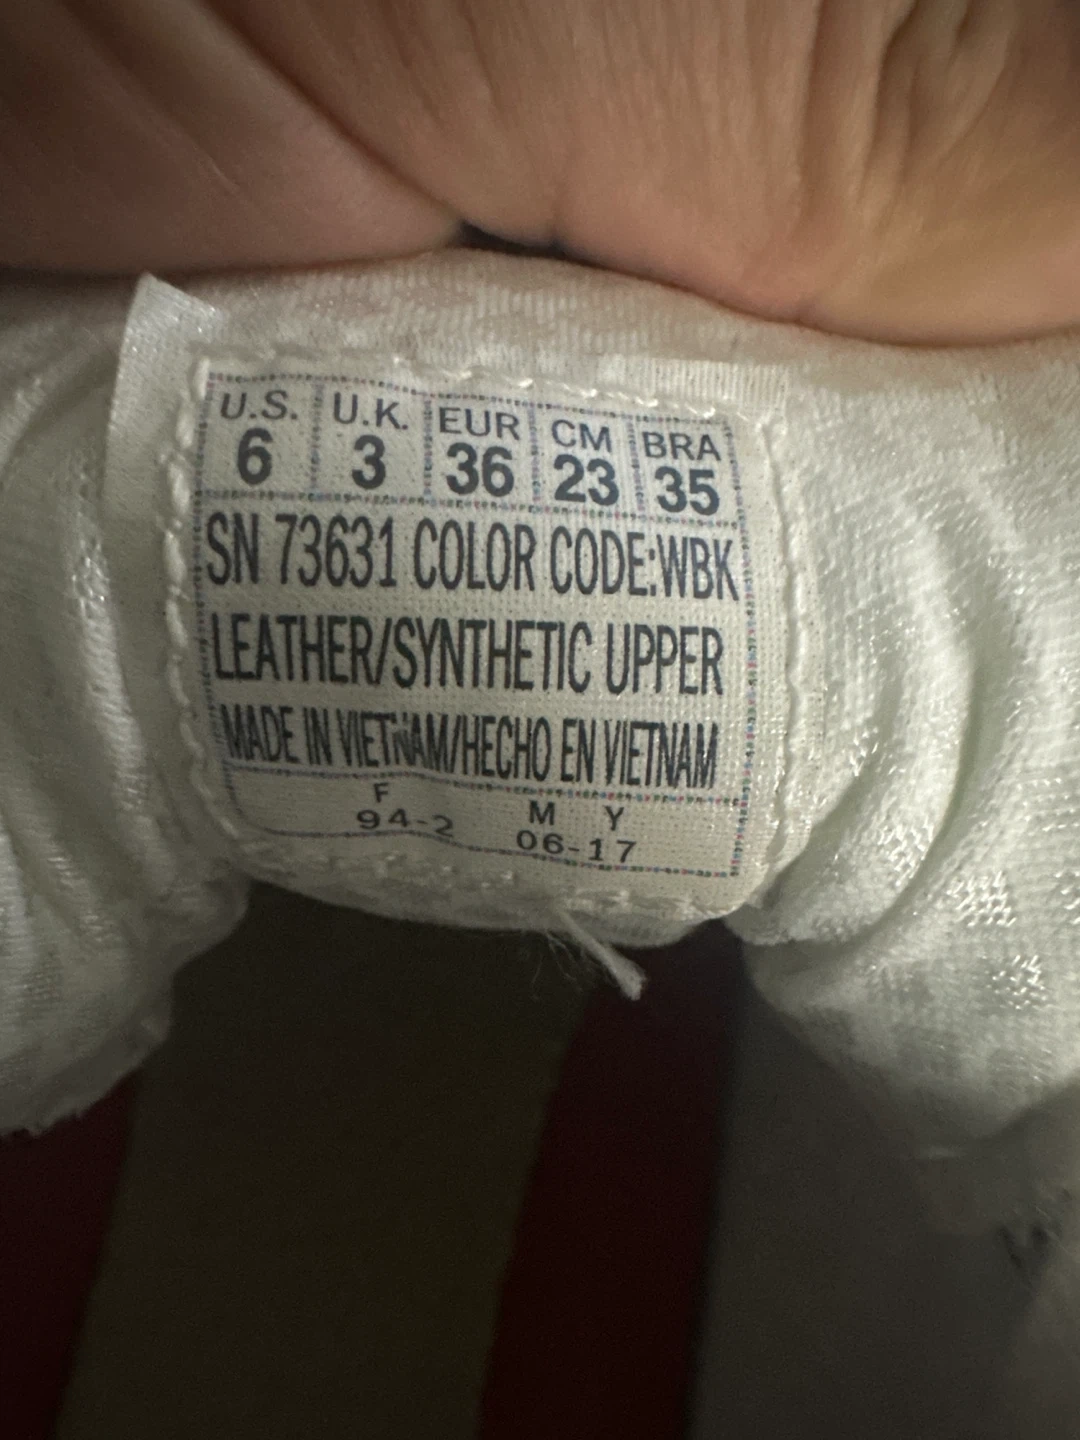 U.S. U.K. EUR CM BRA
6 3 36 23 35
SN 73631 COLOR CODE:WBK
LEATHER/SYNTHETIC UPPER
MADE IN VIETNAM/HECHO EN VIETNAM
F M Y
94-2 06-17